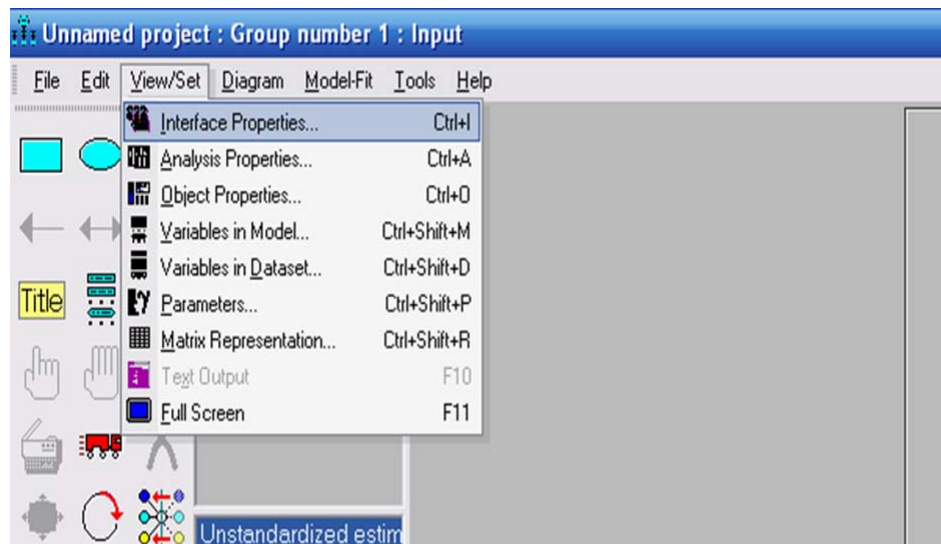 Unnamed project : Group number 1 : Input
File Edit View/Set Diagram Model-Fit Tools Help
Interface Properties... Ctrl+I
Analysis Properties... Ctrl+A
Object Properties... Ctrl+O
Variables in Model... Ctrl+Shift+M
Variables in Dataset... Ctrl+Shift+D
Title
Parameters... Ctrl+Shift+P
Matrix Representation... Ctrl+Shift+R
Text Output F10
Full Screen F11
Unstandardized estim